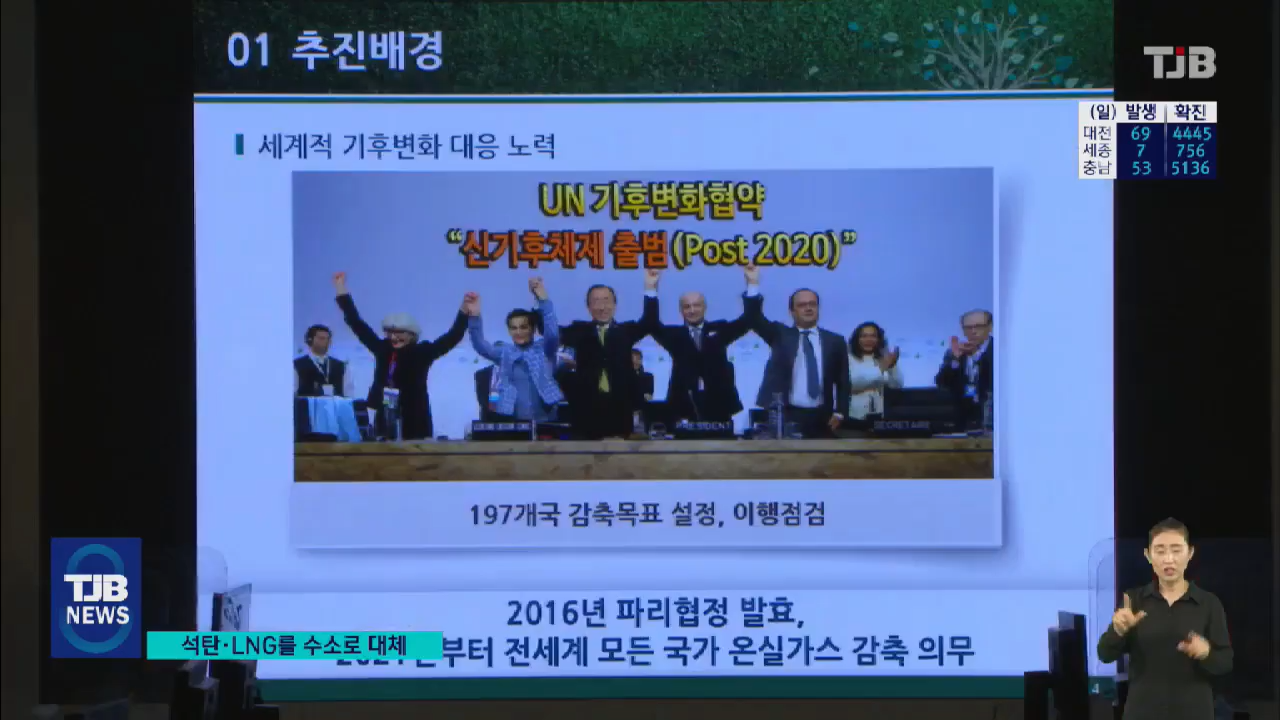 01 추진배경
TJB
(일) 발생 확진
대전 69 4445
세종 7 756
충남 53 5136
세계적 기후변화 대응 노력
UN 기후변화협약
“신기후체제 출범(Post 2020)”
PRESIDENT
SECRETAIRE
197개국 감축목표 설정, 이행점검
2016년 파리협정 발효,
부터 전세계 모든 국가 온실가스 감축 의무
4
TJB
NEWS
석탄·LNG를 수소로 대체